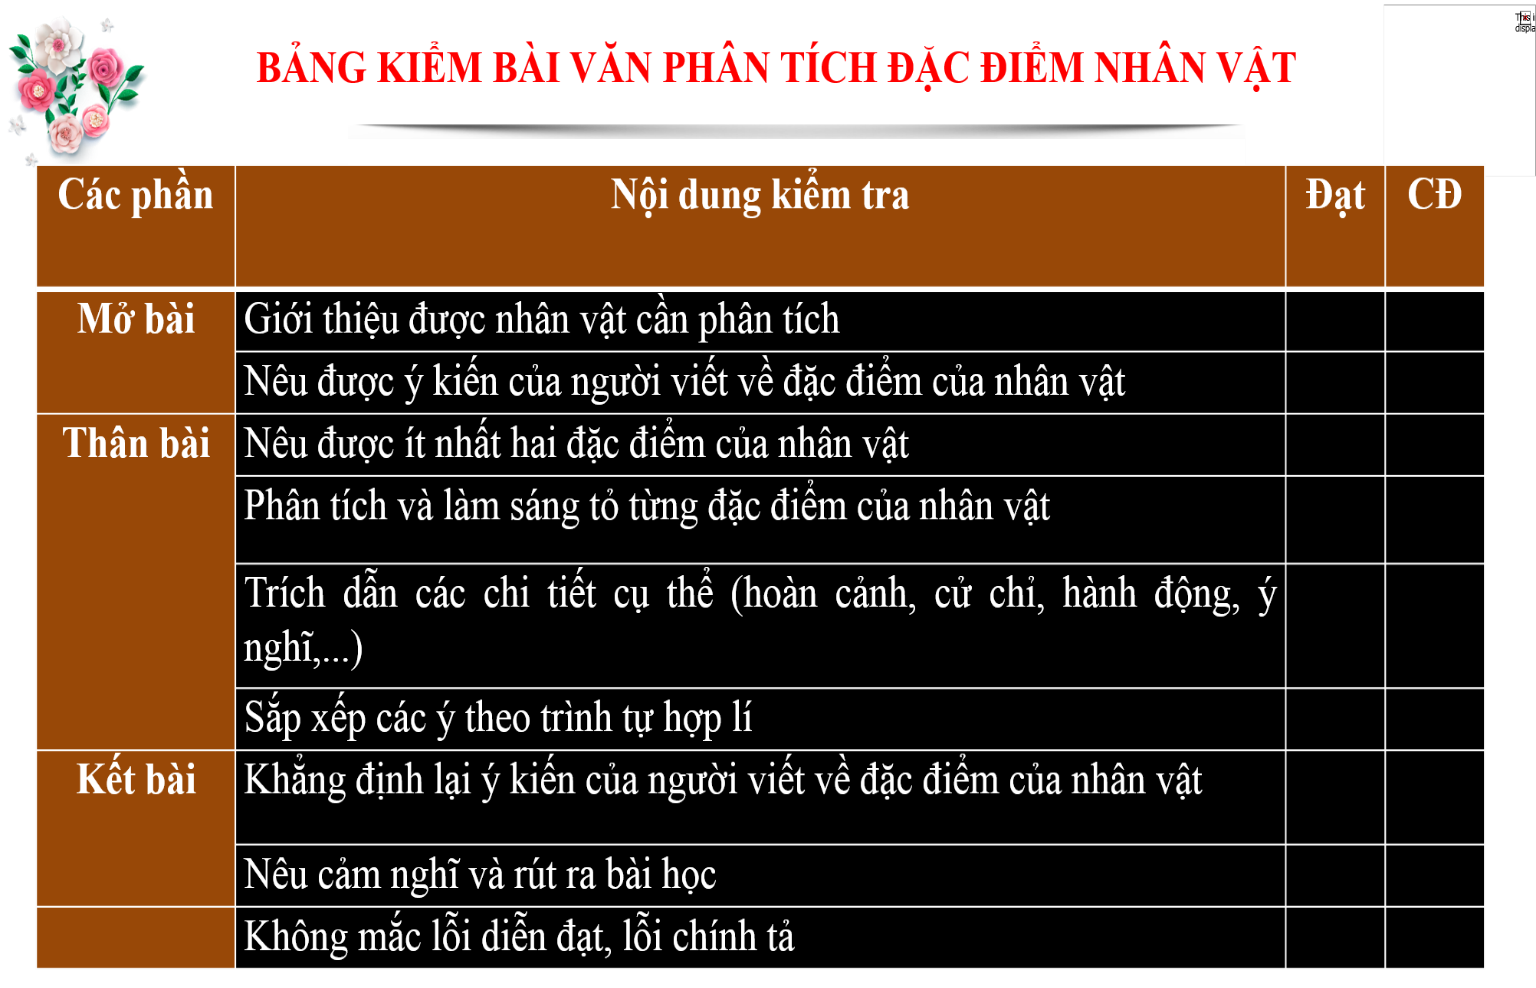 This i
displa
BẢNG KIỂM BÀI VĂN PHÂN TÍCH ĐẶC ĐIỂM NHÂN VẬT
Các phần Nội dung kiểm tra Đạt CĐ
Mở bài Giới thiệu được nhân vật cần phân tích
Nêu được ý kiến của người viết về đặc điểm của nhân vật
Thân bài Nêu được ít nhất hai đặc điểm của nhân vật
Phân tích và làm sáng tỏ từng đặc điểm của nhân vật
Trích dẫn các chi tiết cụ thể (hoàn cảnh, cử chỉ, hành động, ý
nghĩ,...)
Sắp xếp các ý theo trình tự hợp lí
Kết bài Khẳng định lại ý kiến của người viết về đặc điểm của nhân vật
Nêu cảm nghĩ và rút ra bài học
Không mắc lỗi diễn đạt, lỗi chính tả